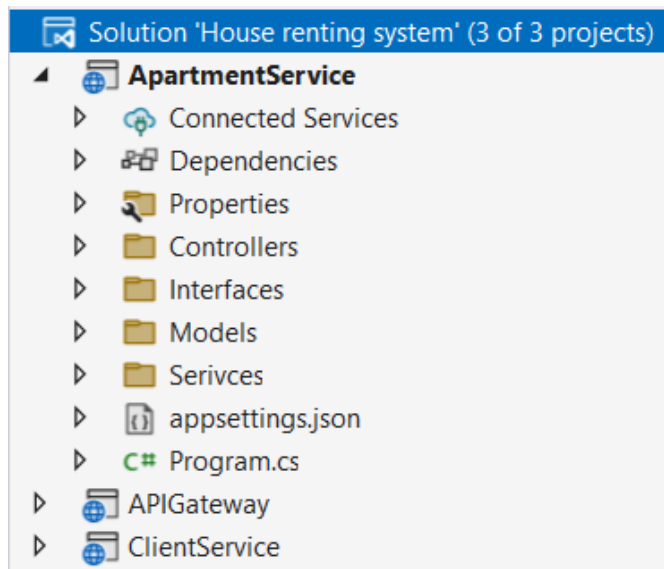 Solution 'House renting system' (3 of 3 projects)
ApartmentService
Connected Services
Dependencies
Properties
Controllers
Interfaces
Models
Serivces
appsettings.json
C# Program.cs
APIGateway
ClientService